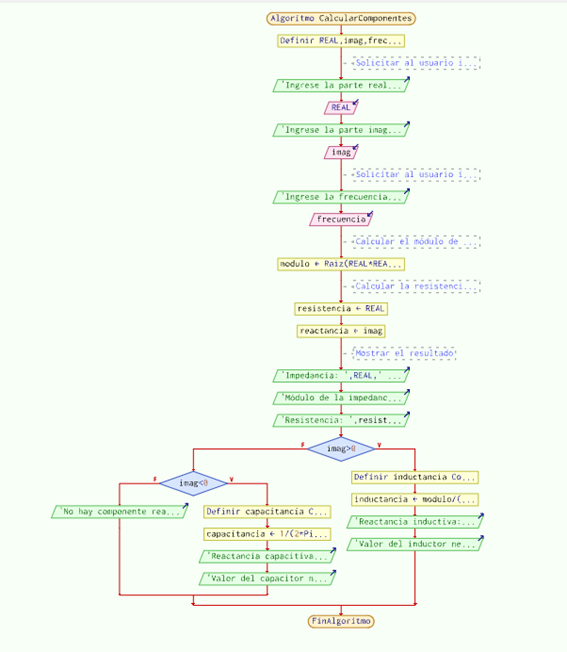 Algoritmo CalcularComponentes
Definir REAL,imag,frec...
Solicitar al usuario i...
'Ingrese la parte real...
REAL
'Ingrese la parte imag...
imag
Solicitar al usuario i...
'Ingrese la frecuencia...
frecuencia
Calcular el módulo de ...
modulo ← Raiz(REAL*REA...
Calcular la resistenci...
resistencia ← REAL
reactancia ← imag
Mostrar el resultado'
'Impedancia: ',REAL,' ...
'Módulo de la impedanc...
'Resistencia: ',resist...
F imag>0 V
F imag<0 V
Definir inductancia Co...
inductancia ← modulo/(...
'No hay componente rea...
Definir capacitancia C...
'Reactancia inductiva:...
capacitancia ← 1/(2*Pi...
'Valor del inductor ne...
'Reactancia capacitiva...
'Valor del capacitor n...
FinAlgoritmo